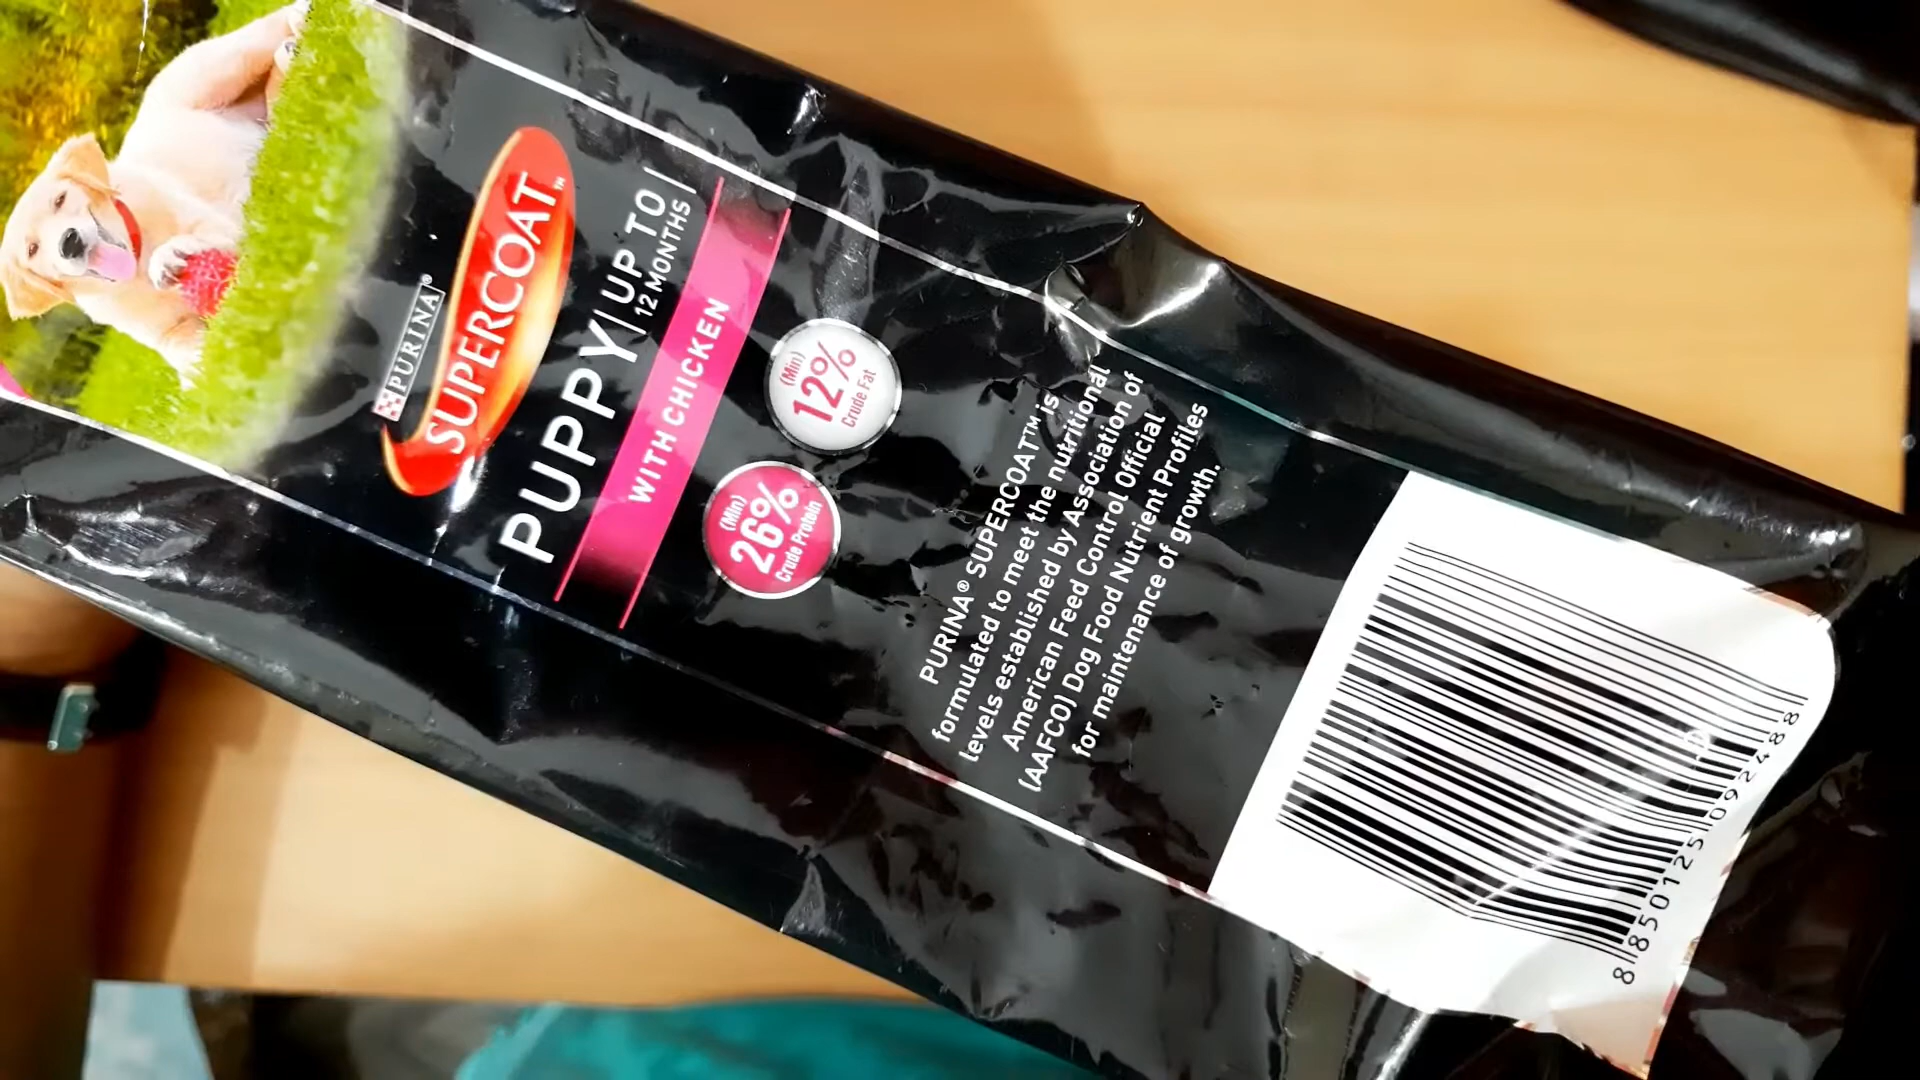 PURINA®
SUPERCOAT™
PUPPY | UP TO
12 MONTHS |
WITH CHICKEN
(Min)
26%
Crude Protein
(Min)
12%
Crude Fat
PURINA® SUPERCOAT™ is
formulated to meet the nutritional
levels established by Association of
American Feed Control Official
(AAFCO) Dog Food Nutrient Profiles
for maintenance of growth.
8 850125 092488